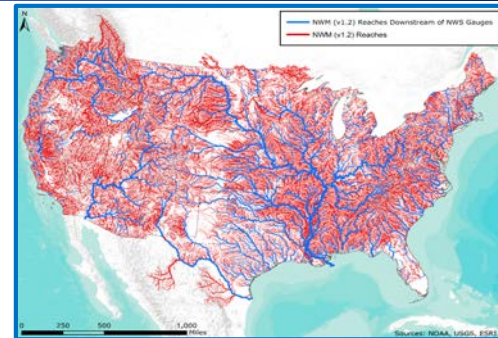 N
NWM (v1.2) Reaches Downstream of NWS Gauges
NWM (v1.2) Reaches
0 250 500 1,000
Miles
Sources: NOAA, USGS, ESRI